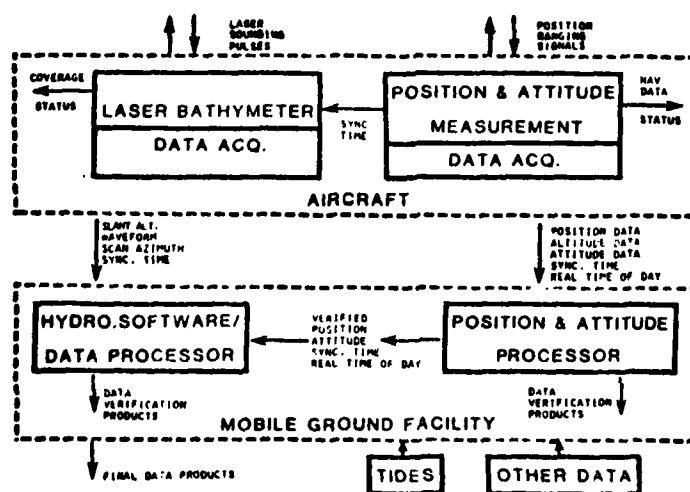 LASER
SOUNDING
PULSES
POSITION
RANGING
SIGNALS
COVERAGE
STATUS
LASER BATHYMETER
DATA ACQ.
SYNC
TIME
POSITION & ATTITUDE
MEASUREMENT
DATA ACQ.
NAV
DATA
STATUS
AIRCRAFT
SLANT ALT.
WAVEFORM
SCAN AZIMUTH
SYNC. TIME
POSITION DATA
ALTITUDE DATA
ATTITUDE DATA
SYNC. TIME
REAL TIME OF DAY
HYDRO.SOFTWARE/
DATA PROCESSOR
VERIFIED
POSITION
ATTITUDE
SYNC. TIME
REAL TIME OF DAY
POSITION & ATTITUDE
PROCESSOR
DATA
VERIFICATION
PRODUCTS
DATA
VERIFICATION
PRODUCTS
MOBILE GROUND FACILITY
FINAL DATA PRODUCTS
TIDES
OTHER DATA